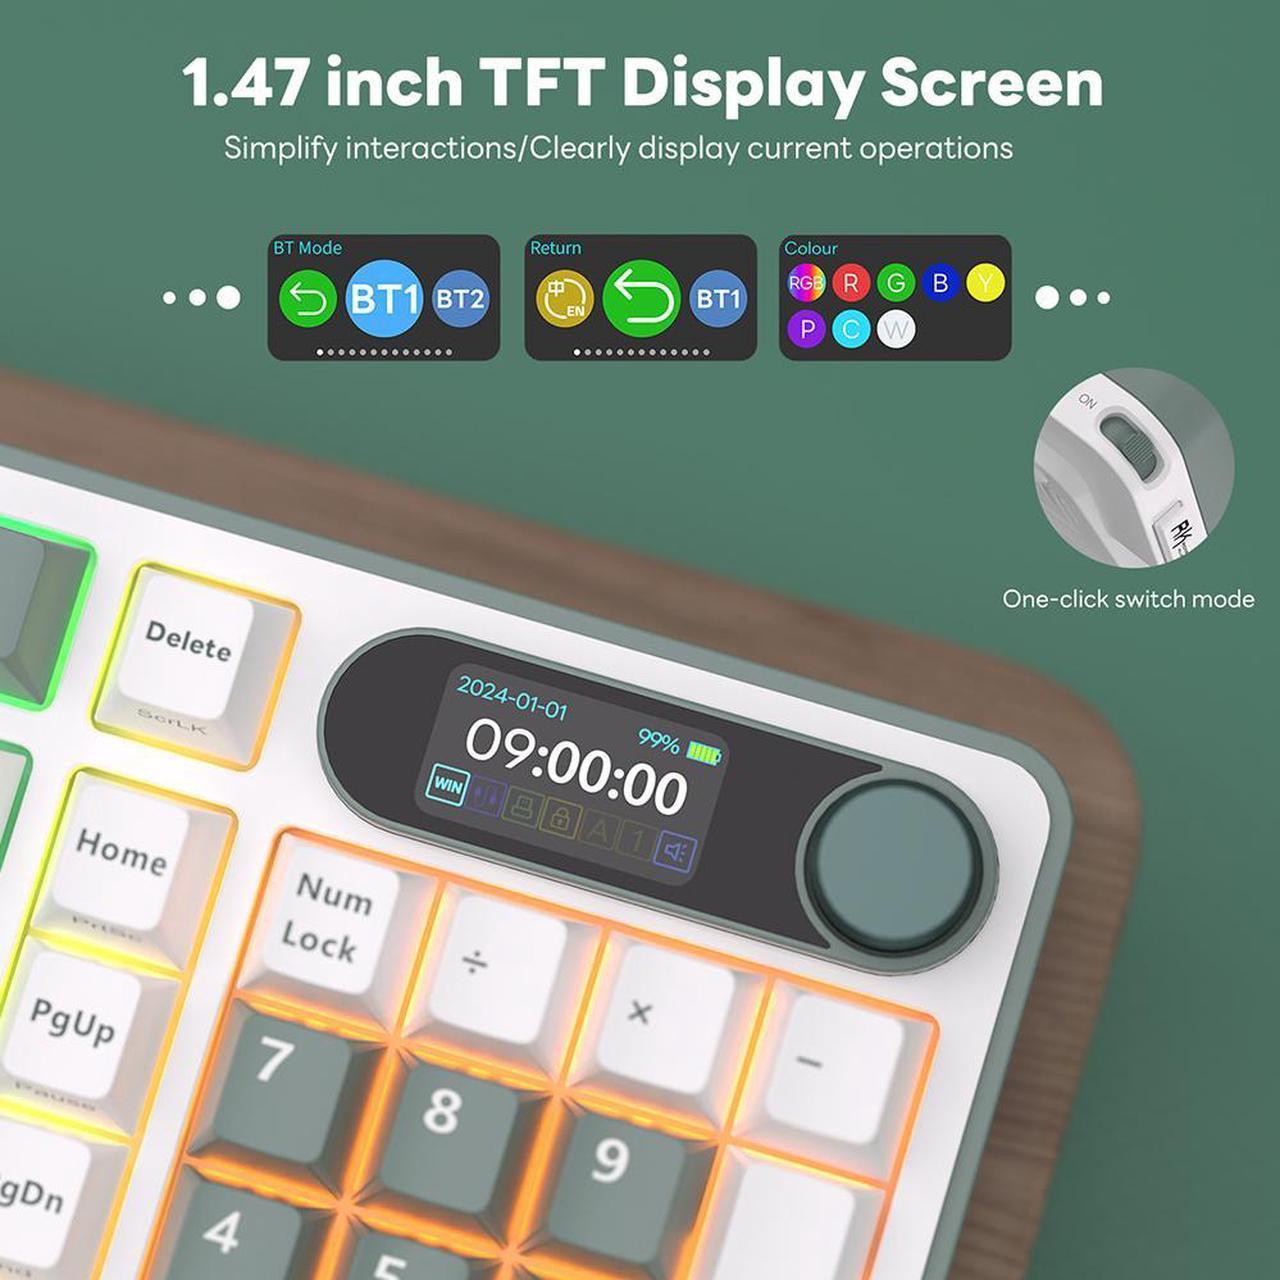 1.47 inch TFT Display Screen
Simplify interactions/Clearly display current operations
BT Mode
BT1
BT2
Return
中
EN
BT1
Colour
RGB
R
G
B
Y
P
C
W
ON
RK
One-click switch mode
Delete
ScrLK
2024-01-01
99%
09:00:00
WIN
A
1
Home
PrtSc
Num
Lock
÷
×
−
PgUp
Pause
7
8
9
gDn
4
5